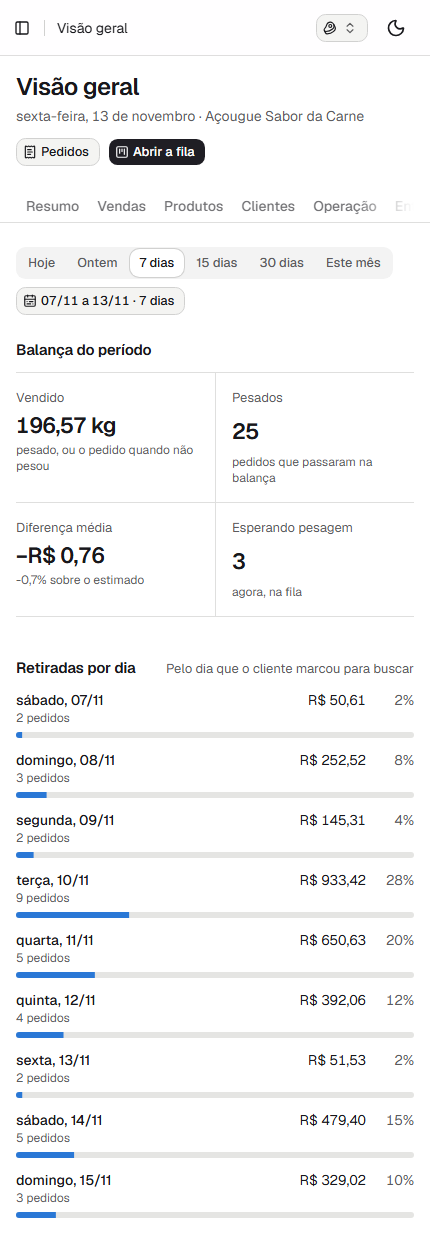 Visão geral
Visão geral
sexta-feira, 13 de novembro · Açougue Sabor da Carne
Pedidos
Abrir a fila
Resumo Vendas Produtos Clientes Operação
Hoje Ontem 7 dias 15 dias 30 dias Este mês
07/11 a 13/11 · 7 dias
Balança do período
Vendido
196,57 kg
pesado, ou o pedido quando não
pesou
Pesados
25
pedidos que passaram na
balança
Diferença média
−R$ 0,76
-0,7% sobre o estimado
Esperando pesagem
3
agora, na fila
Retiradas por dia Pelo dia que o cliente marcou para buscar
sábado, 07/11 R$ 50,61 2%
2 pedidos
domingo, 08/11 R$ 252,52 8%
3 pedidos
segunda, 09/11 R$ 145,31 4%
2 pedidos
terça, 10/11 R$ 933,42 28%
9 pedidos
quarta, 11/11 R$ 650,63 20%
5 pedidos
quinta, 12/11 R$ 392,06 12%
4 pedidos
sexta, 13/11 R$ 51,53 2%
2 pedidos
sábado, 14/11 R$ 479,40 15%
5 pedidos
domingo, 15/11 R$ 329,02 10%
3 pedidos